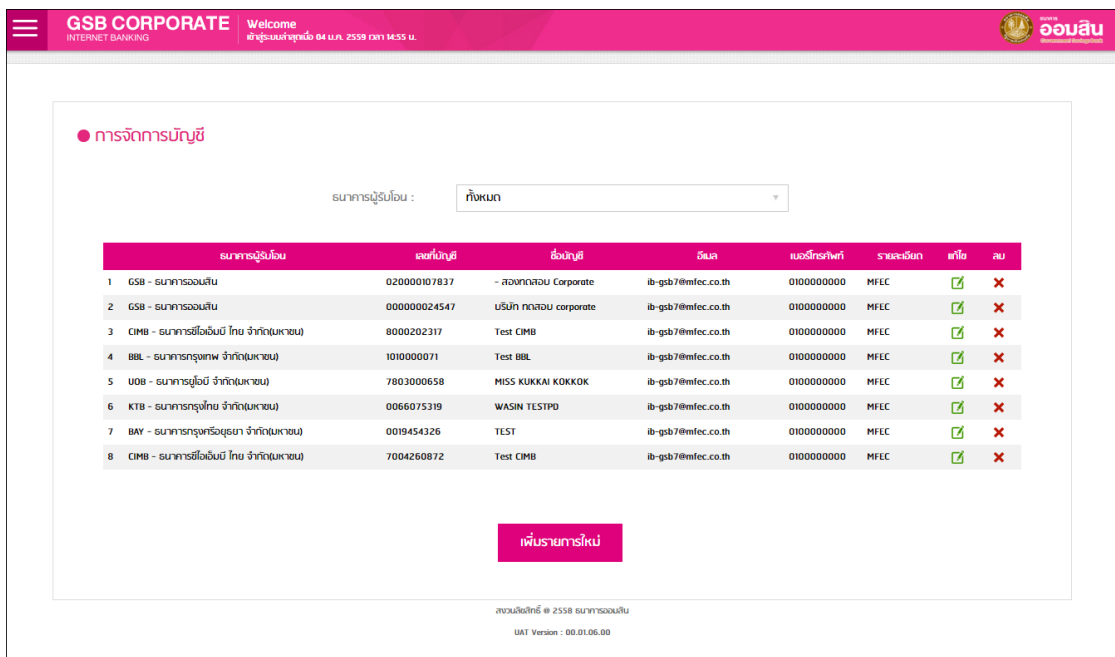 GSB CORPORATE
INTERNET BANKING
Welcome
เข้าสู่ระบบล่าสุดเมื่อ 04 ม.ค. 2559 เวลา 14:55 น.
ธนาคาร
ออมสิน
Government Savings Bank
การจัดการบัญชี
ธนาคารผู้รับโอน : ทั้งหมด
ธนาคารผู้รับโอน เลขที่บัญชี ชื่อบัญชี อีเมล เบอร์โทรศัพท์ รายละเอียด แก้ไข ลบ
1 GSB - ธนาคารออมสิน 020000107837 - สองทดสอบ Corporate ib-gsb7@mfec.co.th 0100000000 MFEC
2 GSB - ธนาคารออมสิน 000000024547 บริษัท ทดสอบ corporate ib-gsb7@mfec.co.th 0100000000 MFEC
3 CIMB - ธนาคารซีไอเอ็มบี ไทย จำกัด(มหาชน) 8000202317 Test CIMB ib-gsb7@mfec.co.th 0100000000 MFEC
4 BBL - ธนาคารกรุงเทพ จำกัด(มหาชน) 1010000071 Test BBL ib-gsb7@mfec.co.th 0100000000 MFEC
5 UOB - ธนาคารยูโอบี จำกัด(มหาชน) 7803000658 MISS KUKKAI KOKKOK ib-gsb7@mfec.co.th 0100000000 MFEC
6 KTB - ธนาคารกรุงไทย จำกัด(มหาชน) 0066075319 WASIN TESTPD ib-gsb7@mfec.co.th 0100000000 MFEC
7 BAY - ธนาคารกรุงศรีอยุธยา จำกัด(มหาชน) 0019454326 TEST ib-gsb7@mfec.co.th 0100000000 MFEC
8 CIMB - ธนาคารซีไอเอ็มบี ไทย จำกัด(มหาชน) 7004260872 Test CIMB ib-gsb7@mfec.co.th 0100000000 MFEC
เพิ่มรายการใหม่
สงวนลิขสิทธิ์ @ 2558 ธนาคารออมสิน
UAT Version : 00.01.06.00